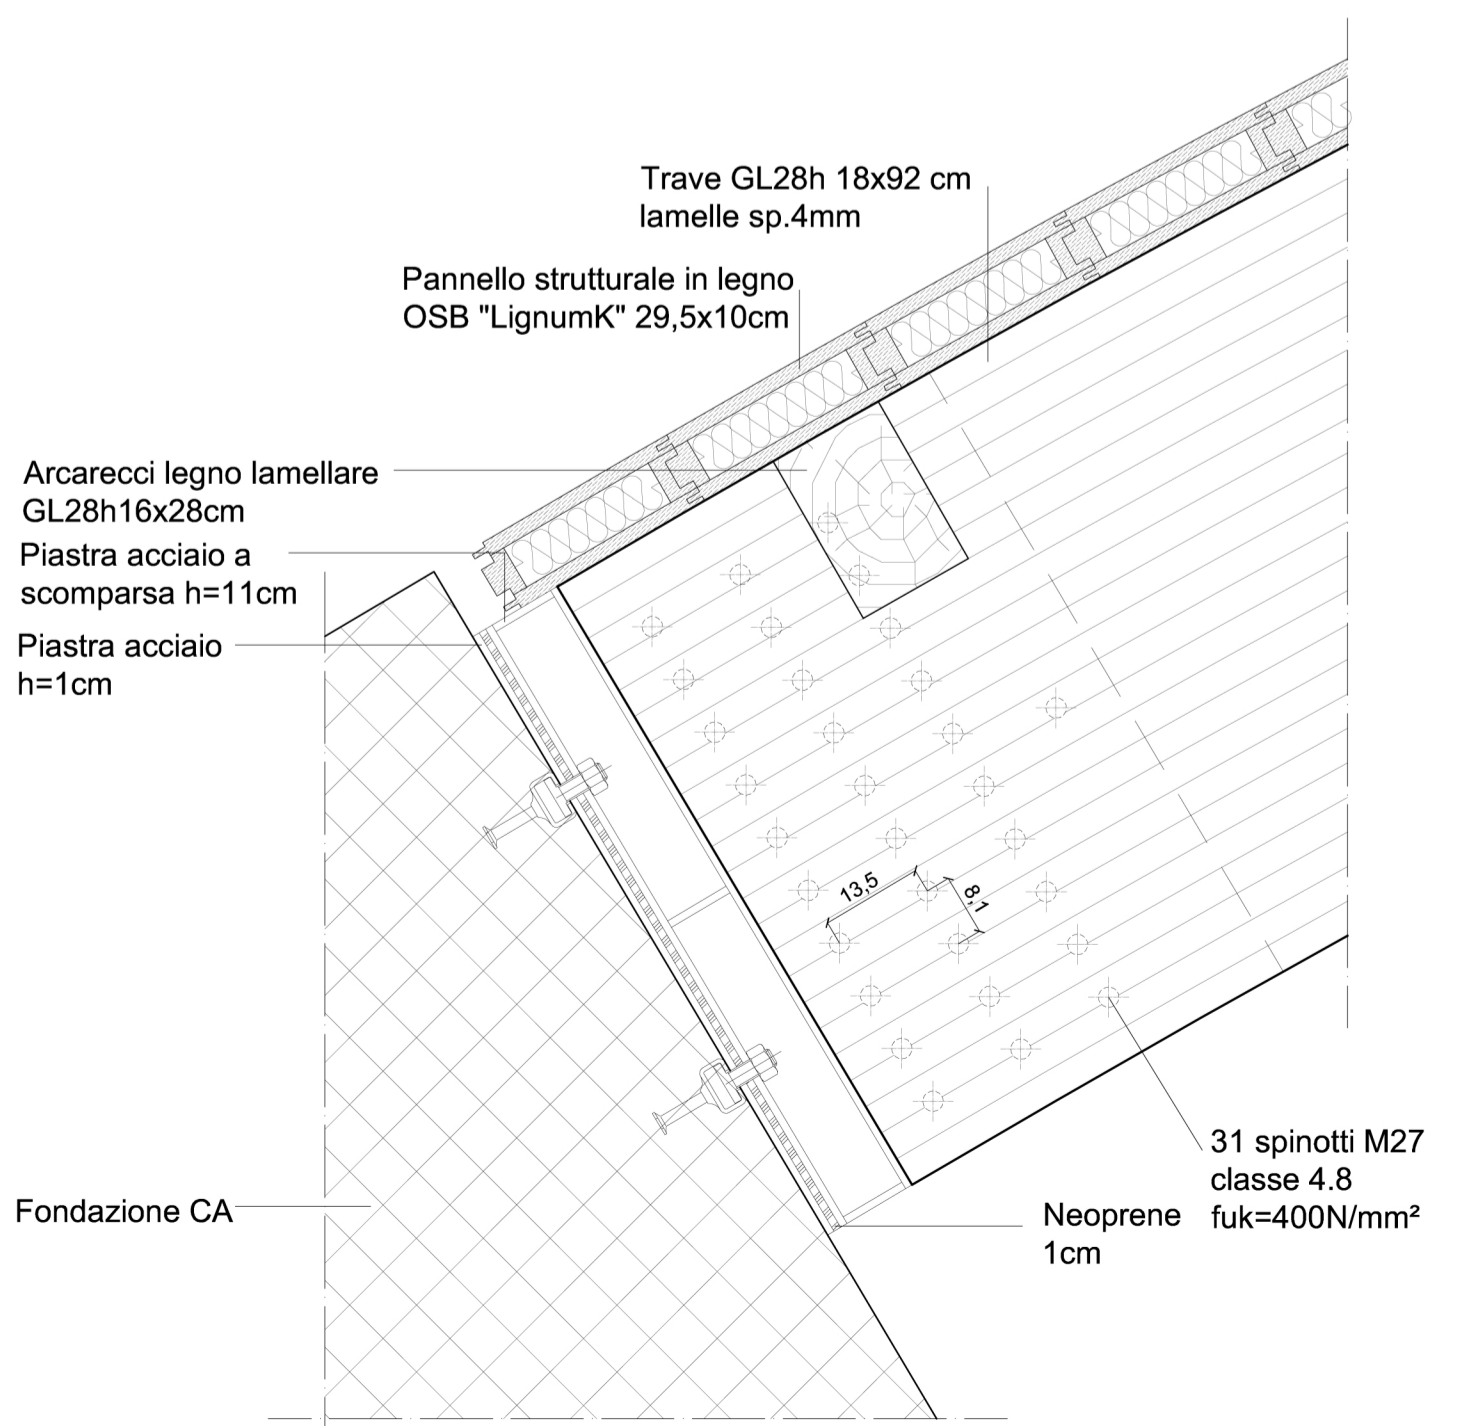 Trave GL28h 18x92 cm
lamelle sp.4mm
Pannello strutturale in legno
OSB "LignumK" 29,5x10cm
Arcarecci legno lamellare
GL28h16x28cm
Piastra acciaio a
scomparsa h=11cm
Piastra acciaio
h=1cm
13,5
8,1
31 spinotti M27
classe 4.8
fuk=400N/mm²
Fondazione CA
Neoprene
1cm